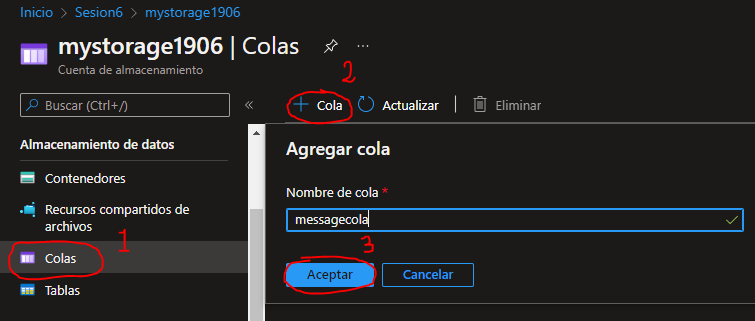 Inicio > Sesion6 > mystorage1906
mystorage1906 | Colas ...
Cuenta de almacenamiento
2
Buscar (Ctrl+/) «
+ Cola Actualizar Eliminar
Almacenamiento de datos
Contenedores
Recursos compartidos de
archivos
1
Colas
Tablas
Agregar cola
Nombre de cola *
messagecola
3
Aceptar Cancelar